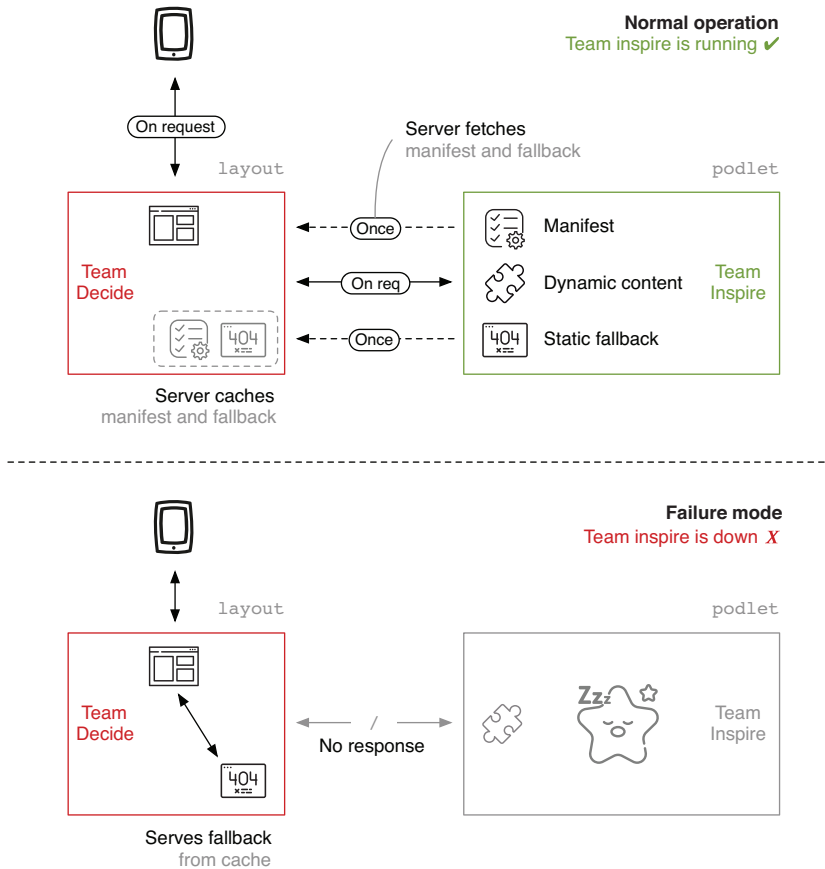 Normal operation
Team inspire is running ✔
On request
Server fetches
manifest and fallback
layout
podlet
Once
Manifest
Team
Decide
On req
Dynamic content
Team
Inspire
404
Once
404
Static fallback
Server caches
manifest and fallback
Failure mode
Team inspire is down X
layout
podlet
Team
Decide
/
No response
Zzz
Team
Inspire
404
Serves fallback
from cache